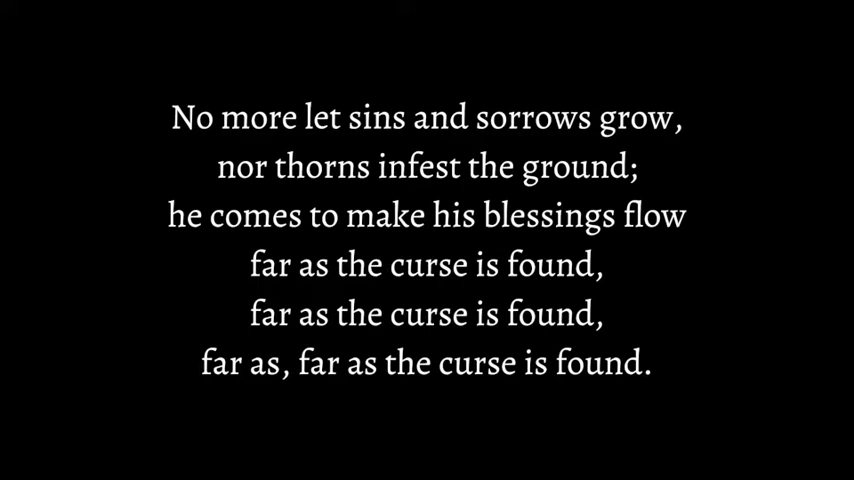 No more let sins and sorrows grow,
nor thorns infest the ground;
he comes to make his blessings flow
far as the curse is found,
far as the curse is found,
far as, far as the curse is found.